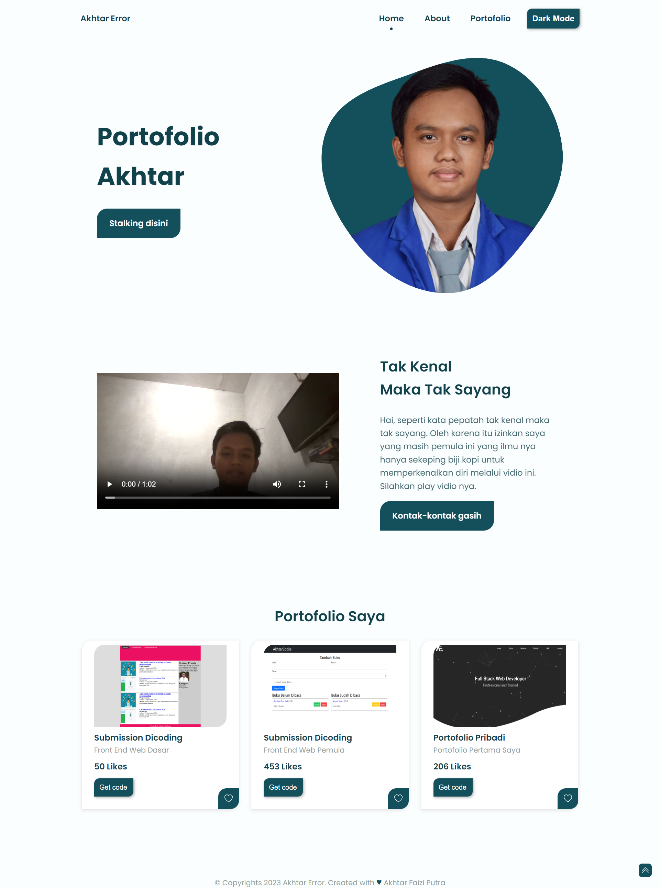 Akhtar Error
Home
About
Portofolio
Dark Mode
Portofolio
Akhtar
Stalking disini
Tak Kenal
Maka Tak Sayang
Hai, seperti kata pepatah tak kenal maka
tak sayang. Oleh karena itu izinkan saya
yang masih pemula ini yang ilmu nya
hanya sekeping biji kopi untuk
memperkenalkan diri melalui vidio ini.
Silahkan play vidio nya.
0:00 / 1:02
Kontak-kontak gasih
Portofolio Saya
Submission Dicoding
Front End Web Dasar
50 Likes
Get code
Submission Dicoding
Front End Web Pemula
453 Likes
Get code
Full Stack Web Developer
Portofolio Pribadi
Portofolio Pertama Saya
206 Likes
Get code
© Copyrights 2023 Akhtar Error. Created with ♥ Akhtar Faizi Putra